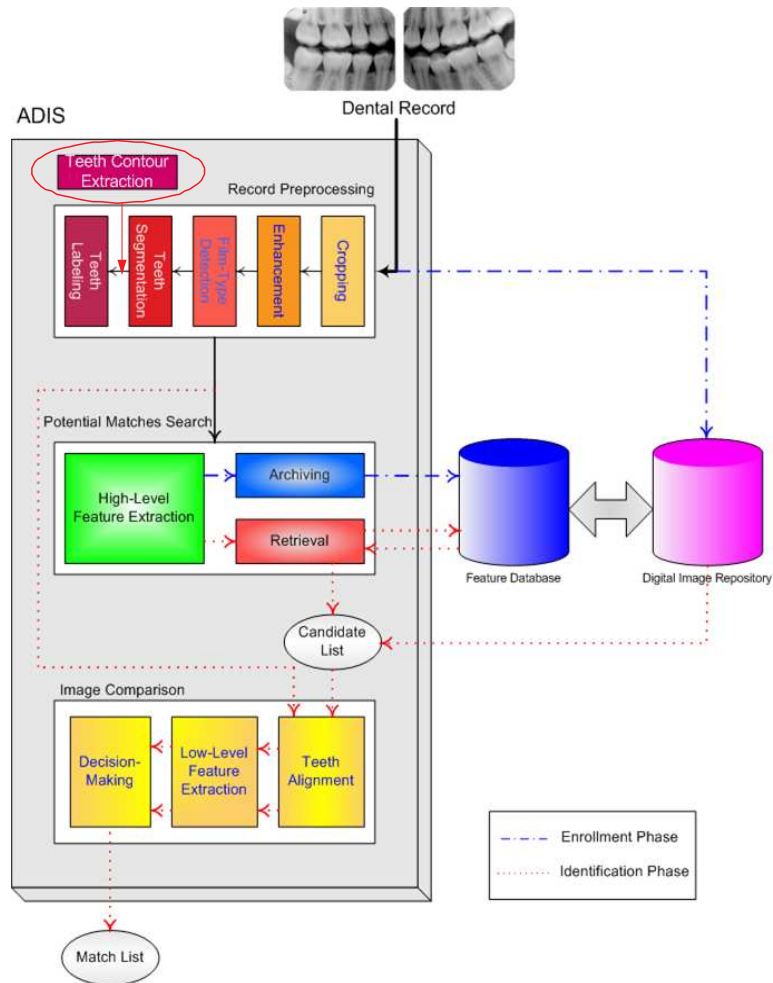 Dental Record
ADIS
Teeth Contour
Extraction
Record Preprocessing
Teeth
Labeling
Teeth
Segmentation
Film-Type
Detection
Enhancement
Cropping
Potential Matches Search
High-Level
Feature Extraction
Archiving
Retrieval
Feature Database
Digital Image Repository
Candidate
List
Image Comparison
Decision-
Making
Low-Level
Feature
Extraction
Teeth
Alignment
Enrollment Phase
Identification Phase
Match List